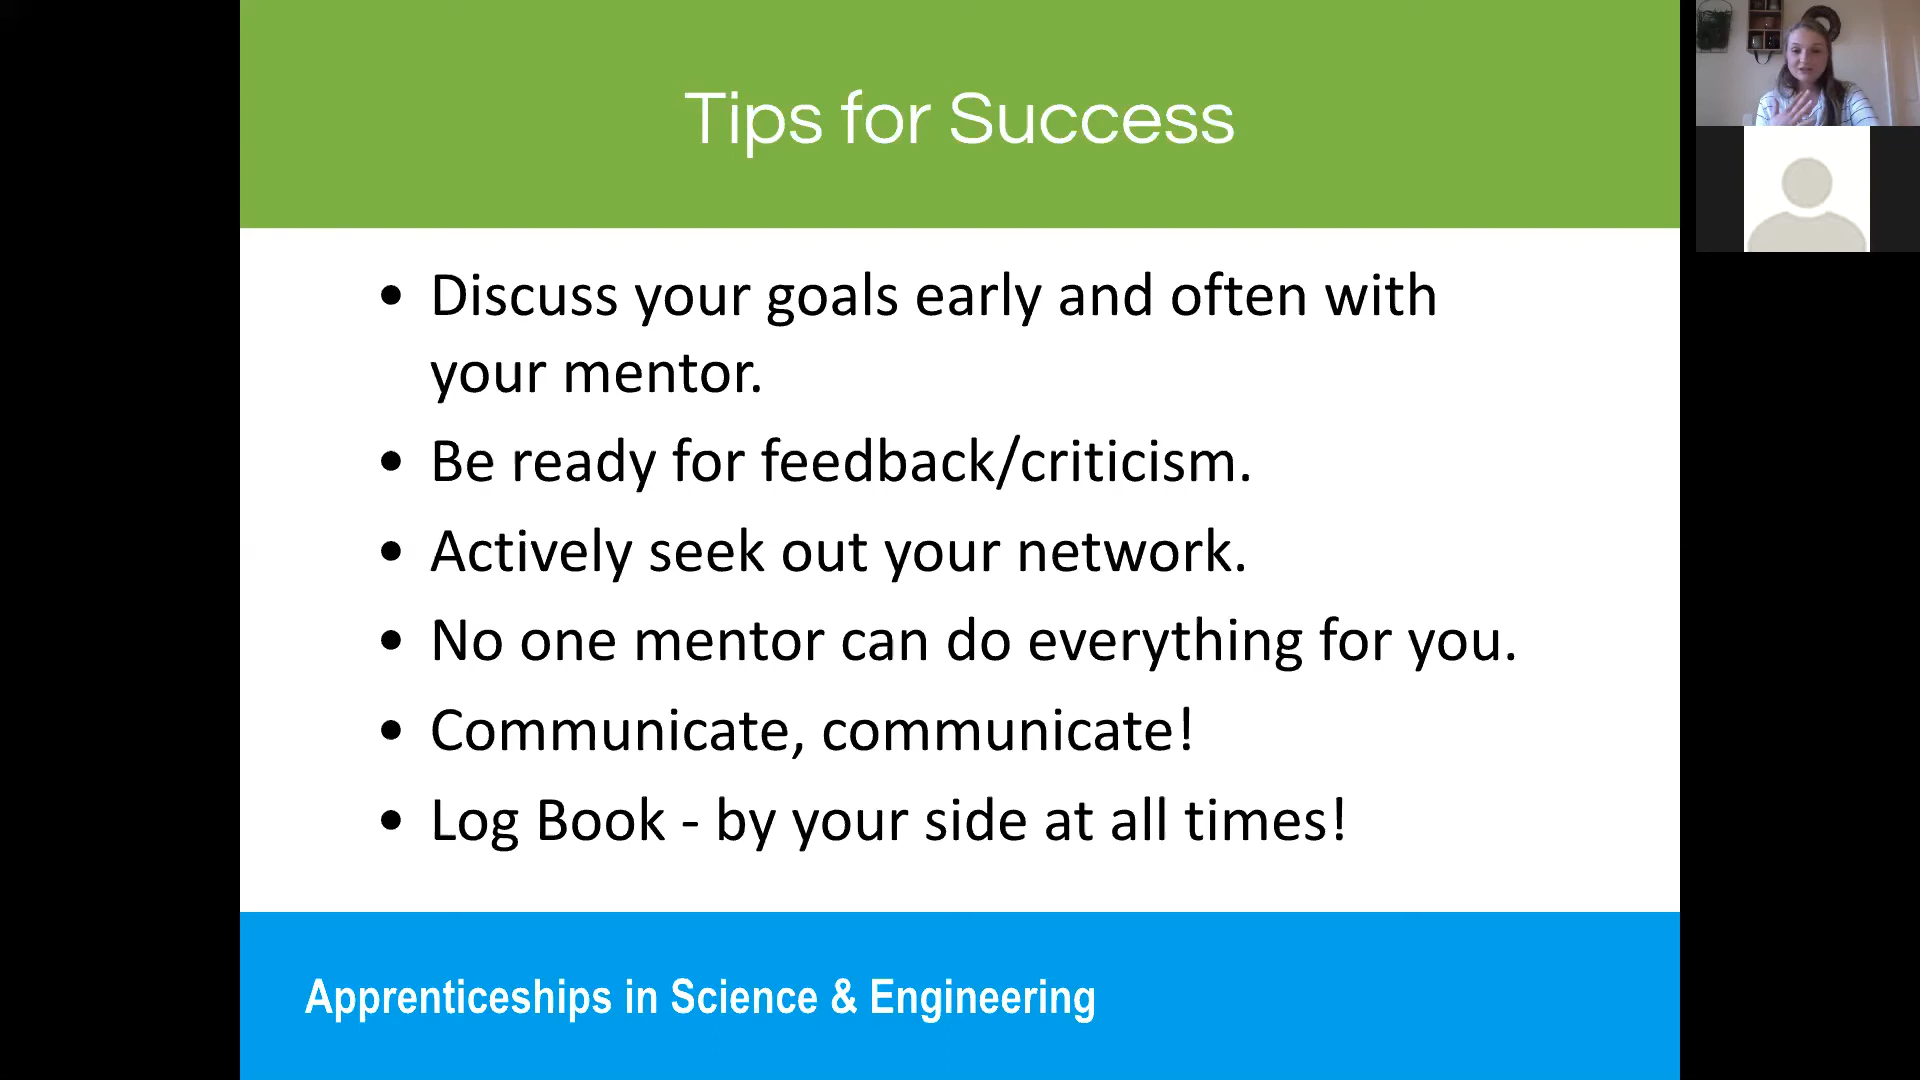 Tips for Success
• Discuss your goals early and often with
your mentor.
• Be ready for feedback/criticism.
• Actively seek out your network.
• No one mentor can do everything for you.
• Communicate, communicate!
• Log Book - by your side at all times!
Apprenticeships in Science & Engineering